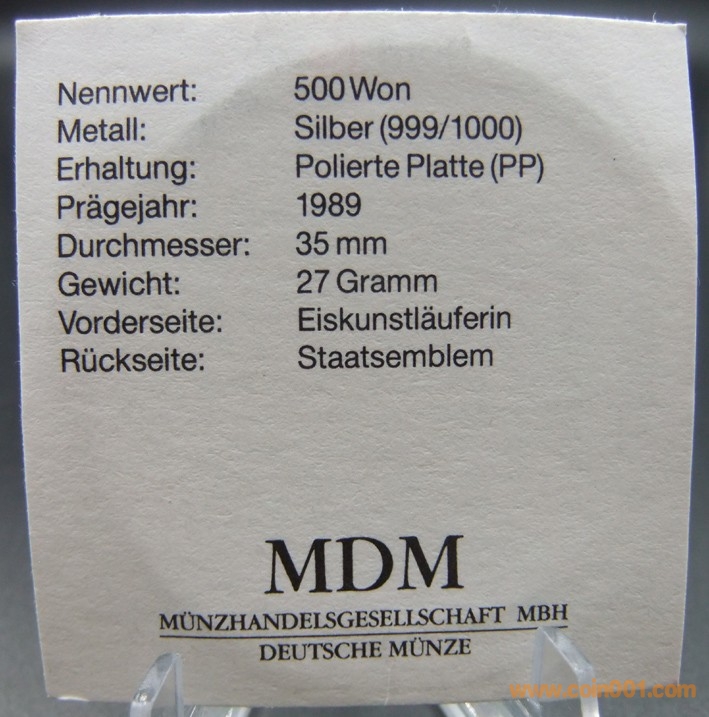 Nennwert: 500 Won
Metall: Silber (999/1000)
Erhaltung: Polierte Platte (PP)
Prägejahr: 1989
Durchmesser: 35 mm
Gewicht: 27 Gramm
Vorderseite: Eiskunstläuferin
Rückseite: Staatsemblem
MDM
MÜNZHANDELSGESELLSCHAFT MBH
DEUTSCHE MÜNZE
www.coin001.com